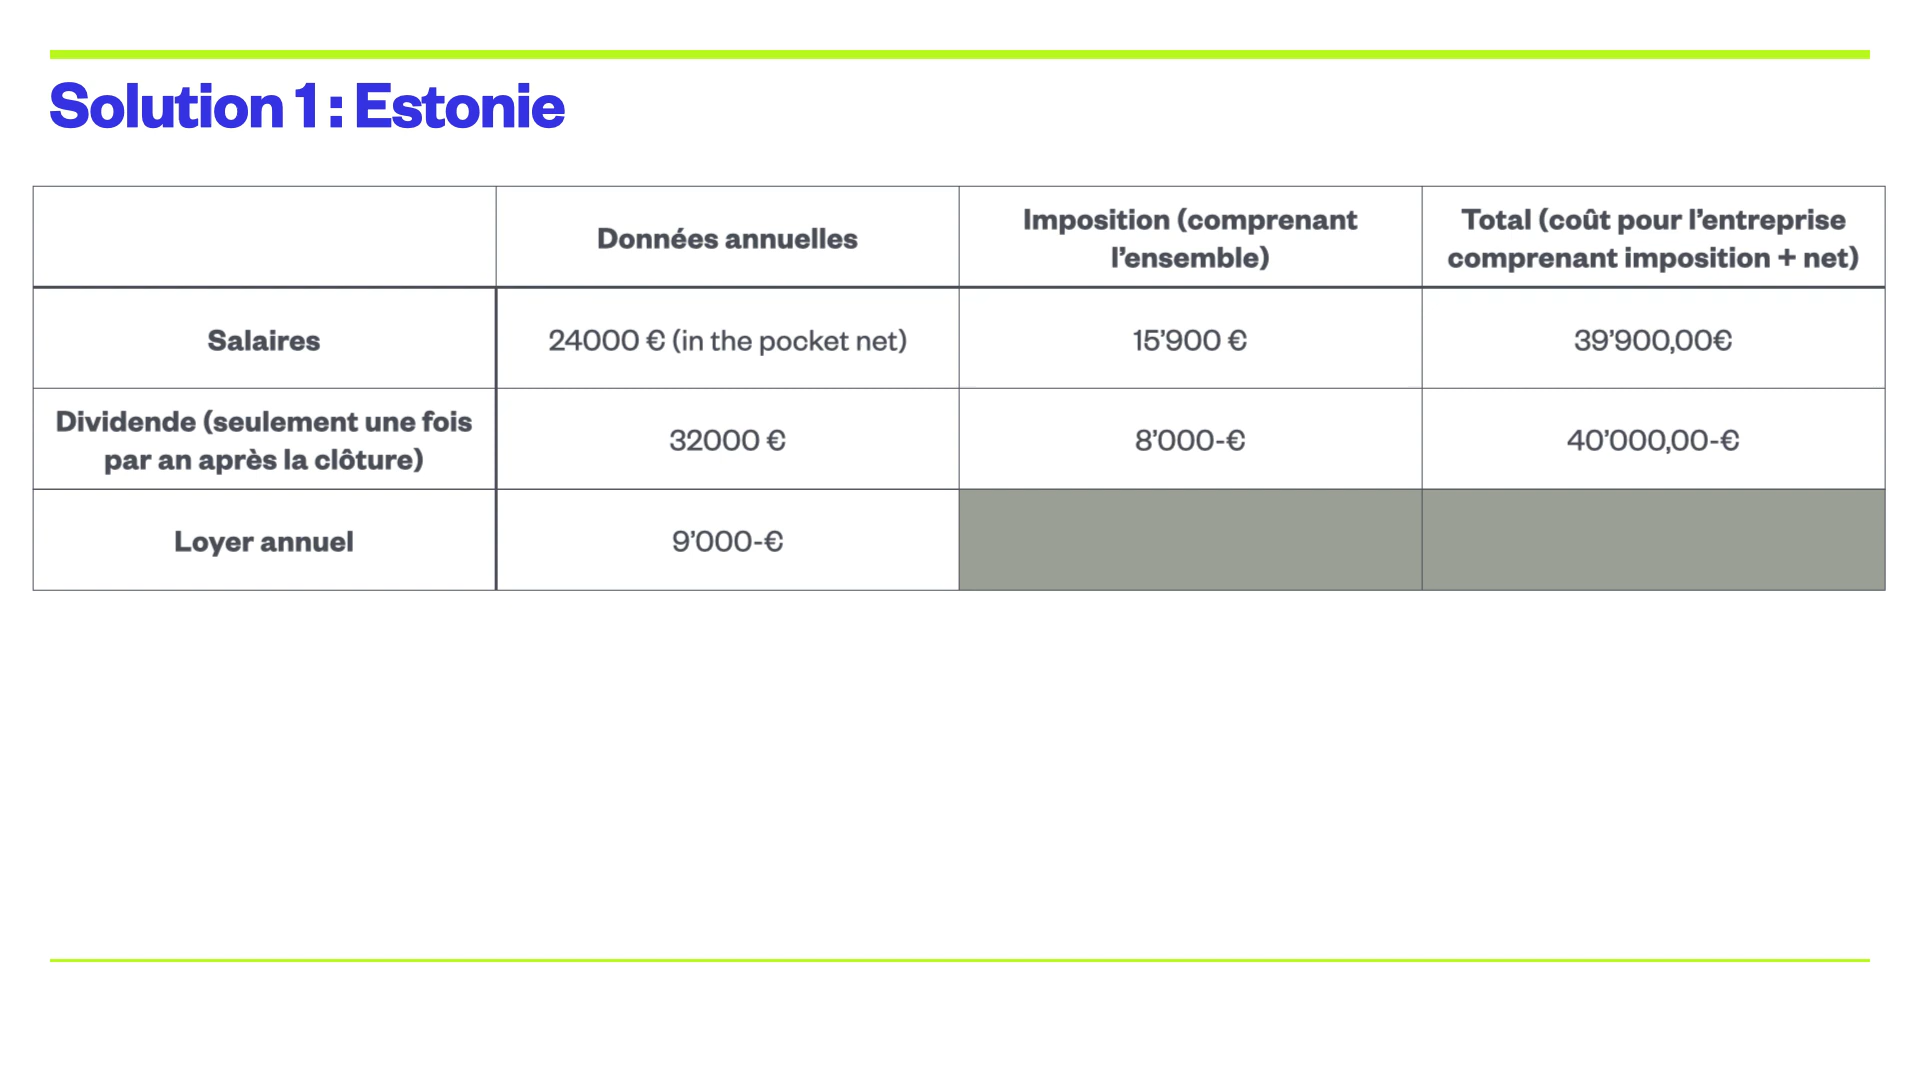 Solution 1 : Estonie
Données annuelles
Imposition (comprenant
l’ensemble)
Total (coût pour l’entreprise
comprenant imposition + net)
Salaires
24000 € (in the pocket net)
15’900 €
39’900,00€
Dividende (seulement une fois
par an après la clôture)
32000 €
8’000-€
40’000,00-€
Loyer annuel
9’000-€